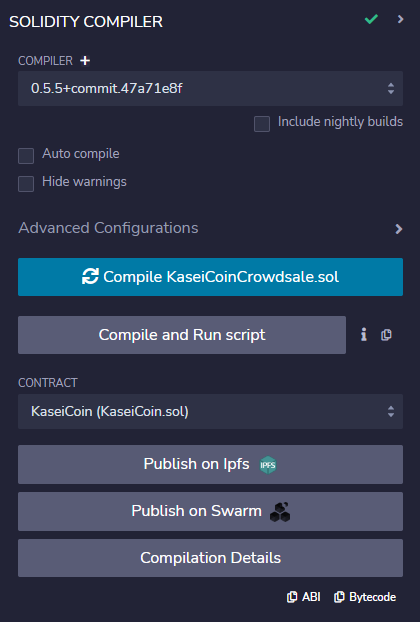 SOLIDITY COMPILER
COMPILER
0.5.5+commit.47a71e8f
Include nightly builds
Auto compile
Hide warnings
Advanced Configurations
Compile KaseiCoinCrowdsale.sol
Compile and Run script
CONTRACT
KaseiCoin (KaseiCoin.sol)
Publish on Ipfs IPFS
Publish on Swarm
Compilation Details
ABI Bytecode